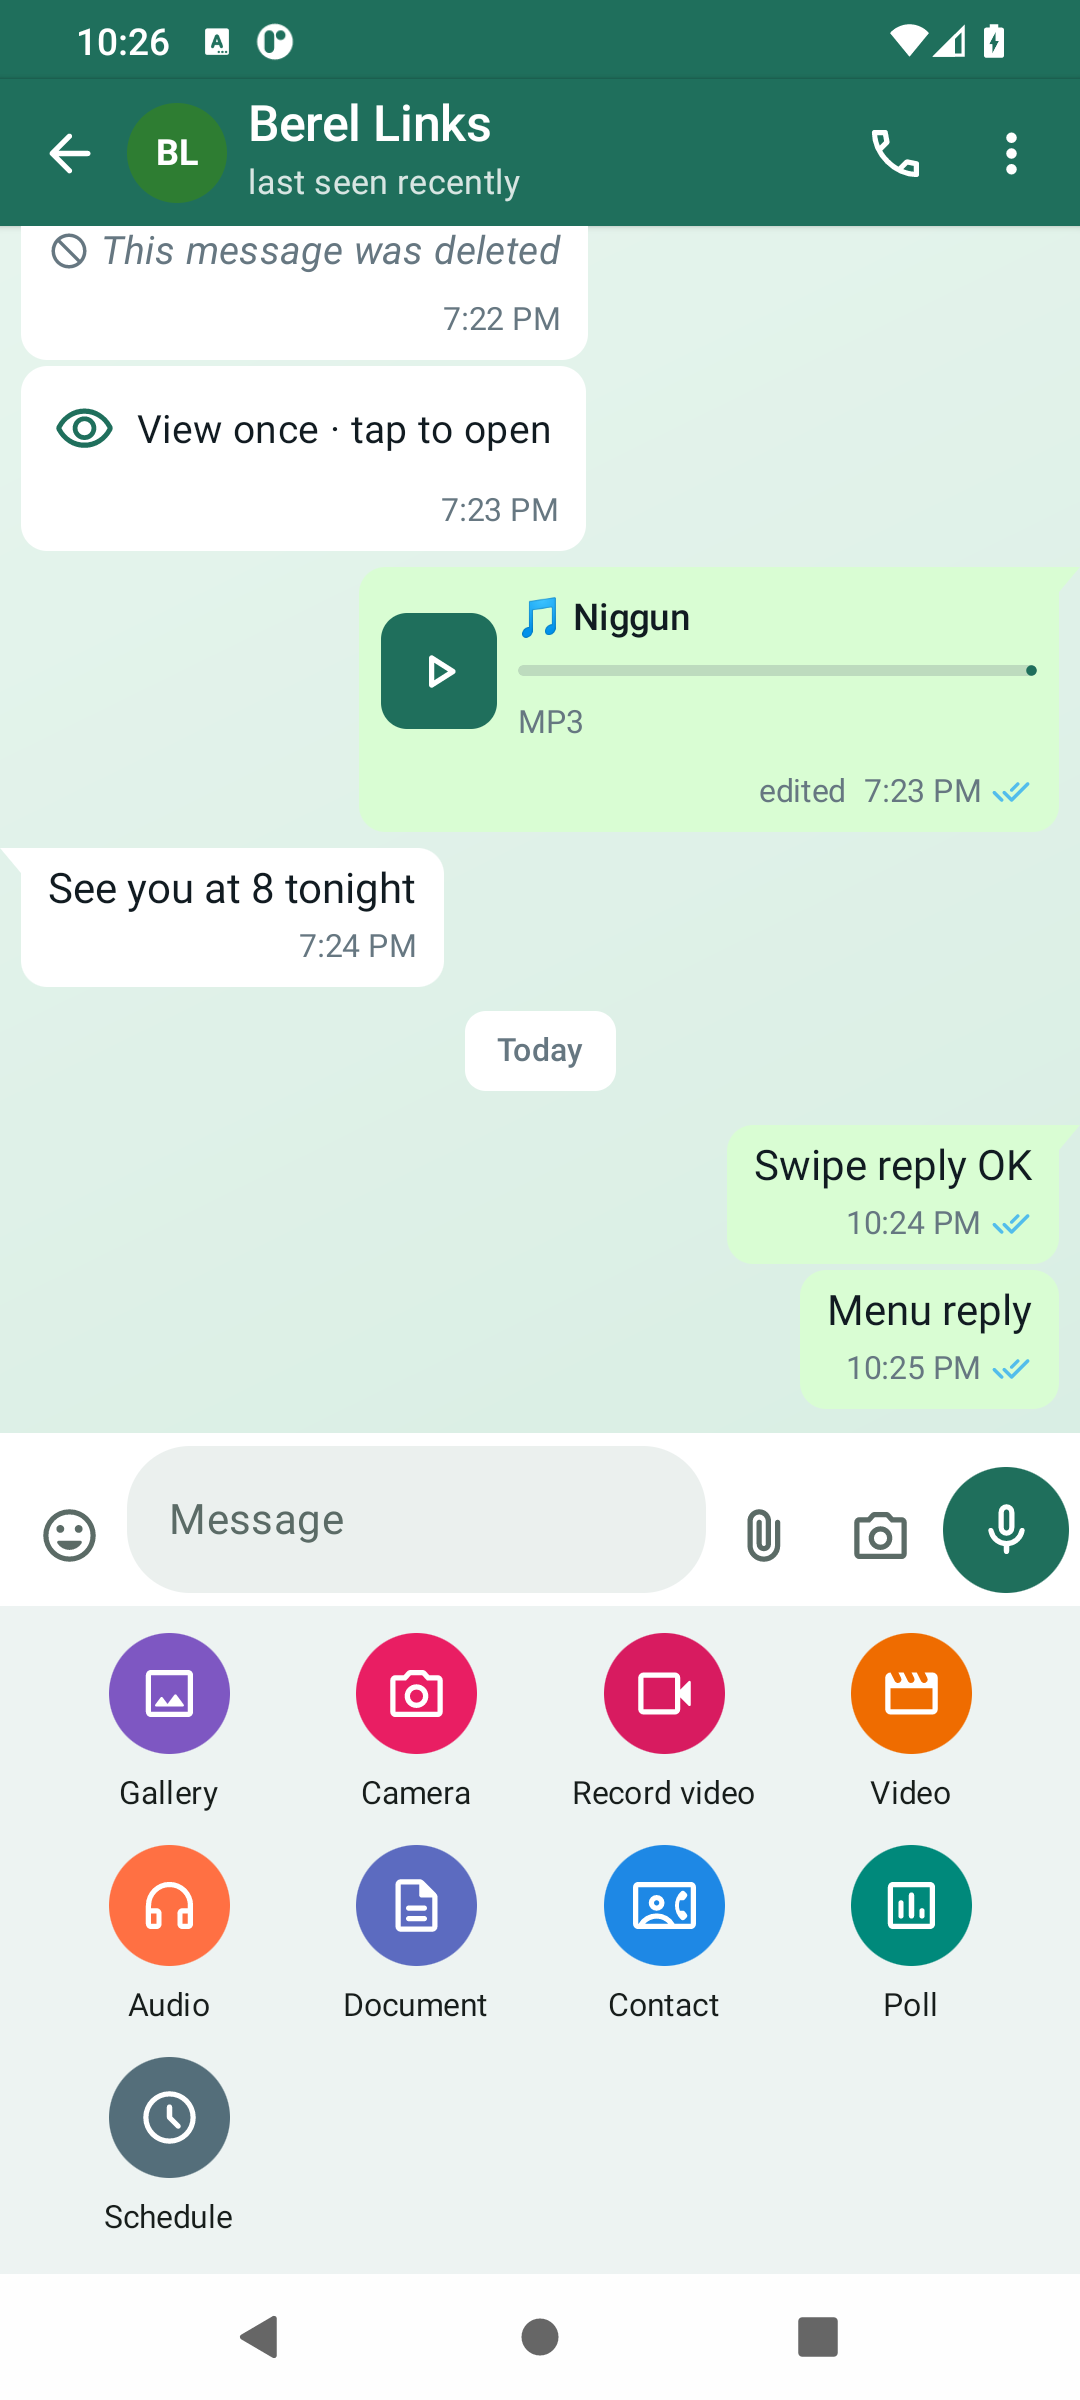 10:26
BL
Berel Links
last seen recently
This message was deleted
7:22 PM
View once · tap to open
7:23 PM
🎵 Niggun
MP3
edited 7:23 PM
See you at 8 tonight
7:24 PM
Today
Swipe reply OK
10:24 PM
Menu reply
10:25 PM
Message
Gallery Camera Record video Video
Audio Document Contact Poll
Schedule